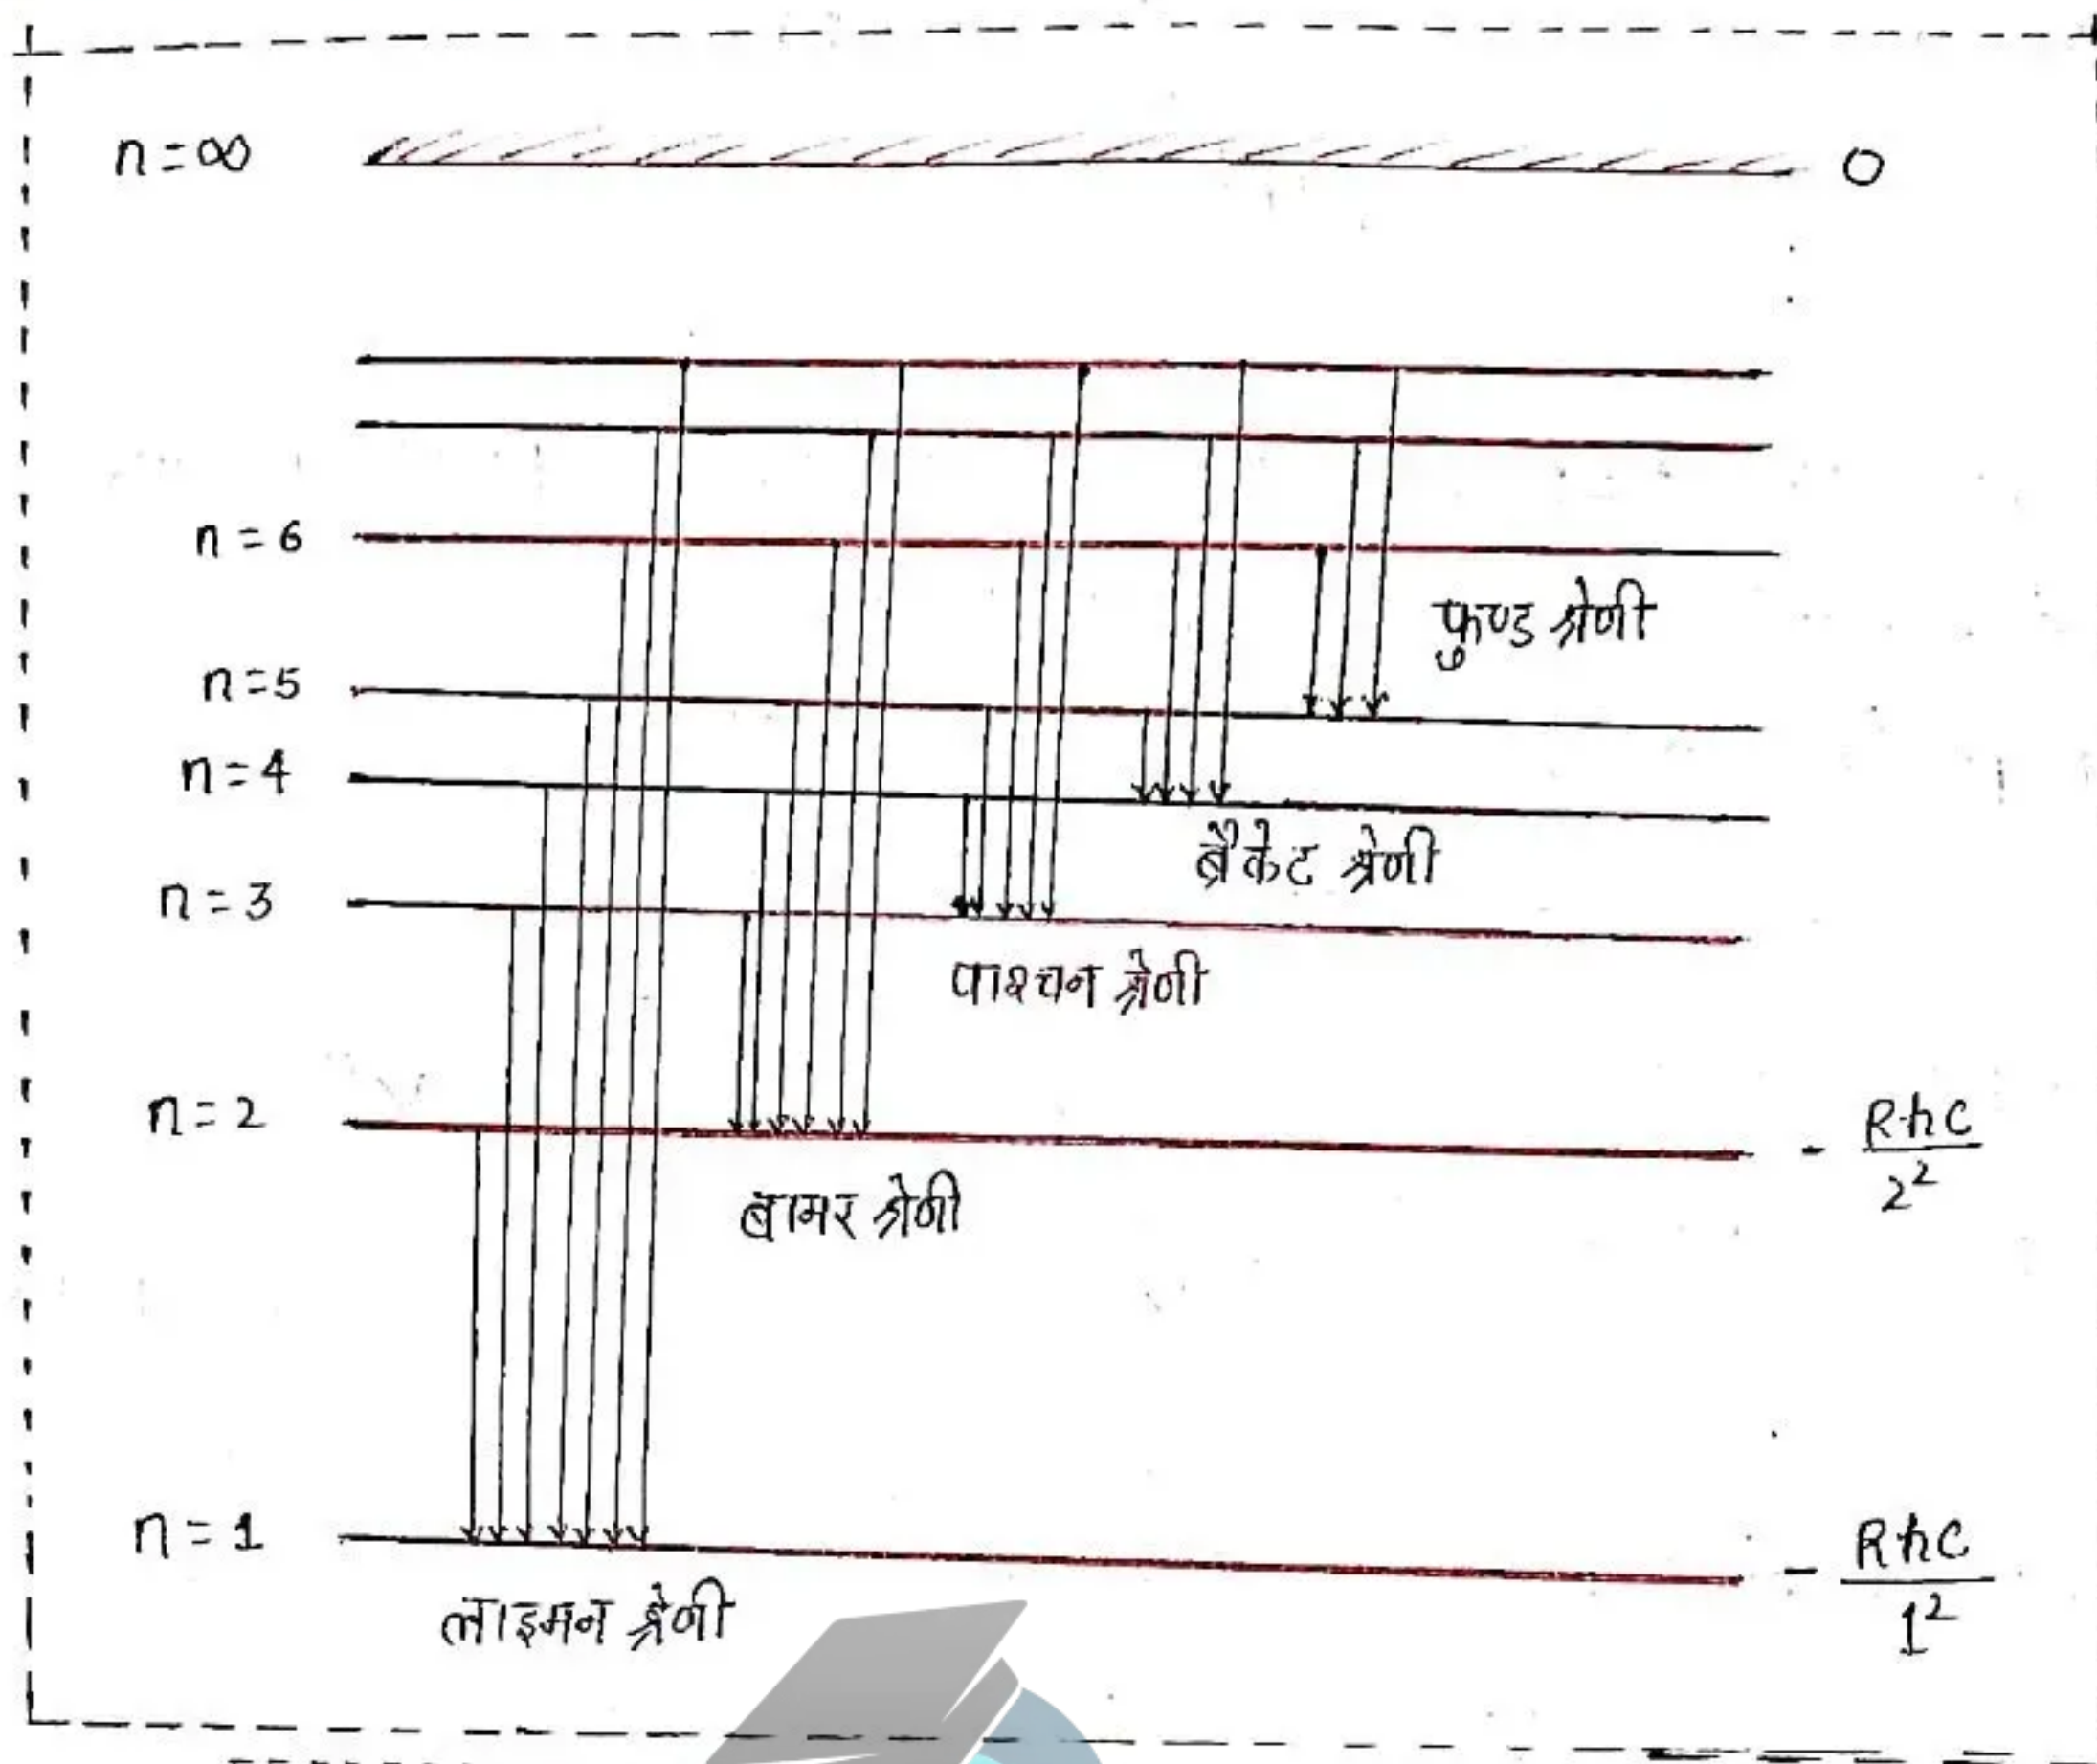 n=∞ 0
n=6
फुण्ड श्रेणी
n=5
n=4
ब्रैकेट श्रेणी
n=3
पाश्चन श्रेणी
n=2 - Rhc/2²
बामर श्रेणी
n=1 - Rhc/1²
लाइमन श्रेणी